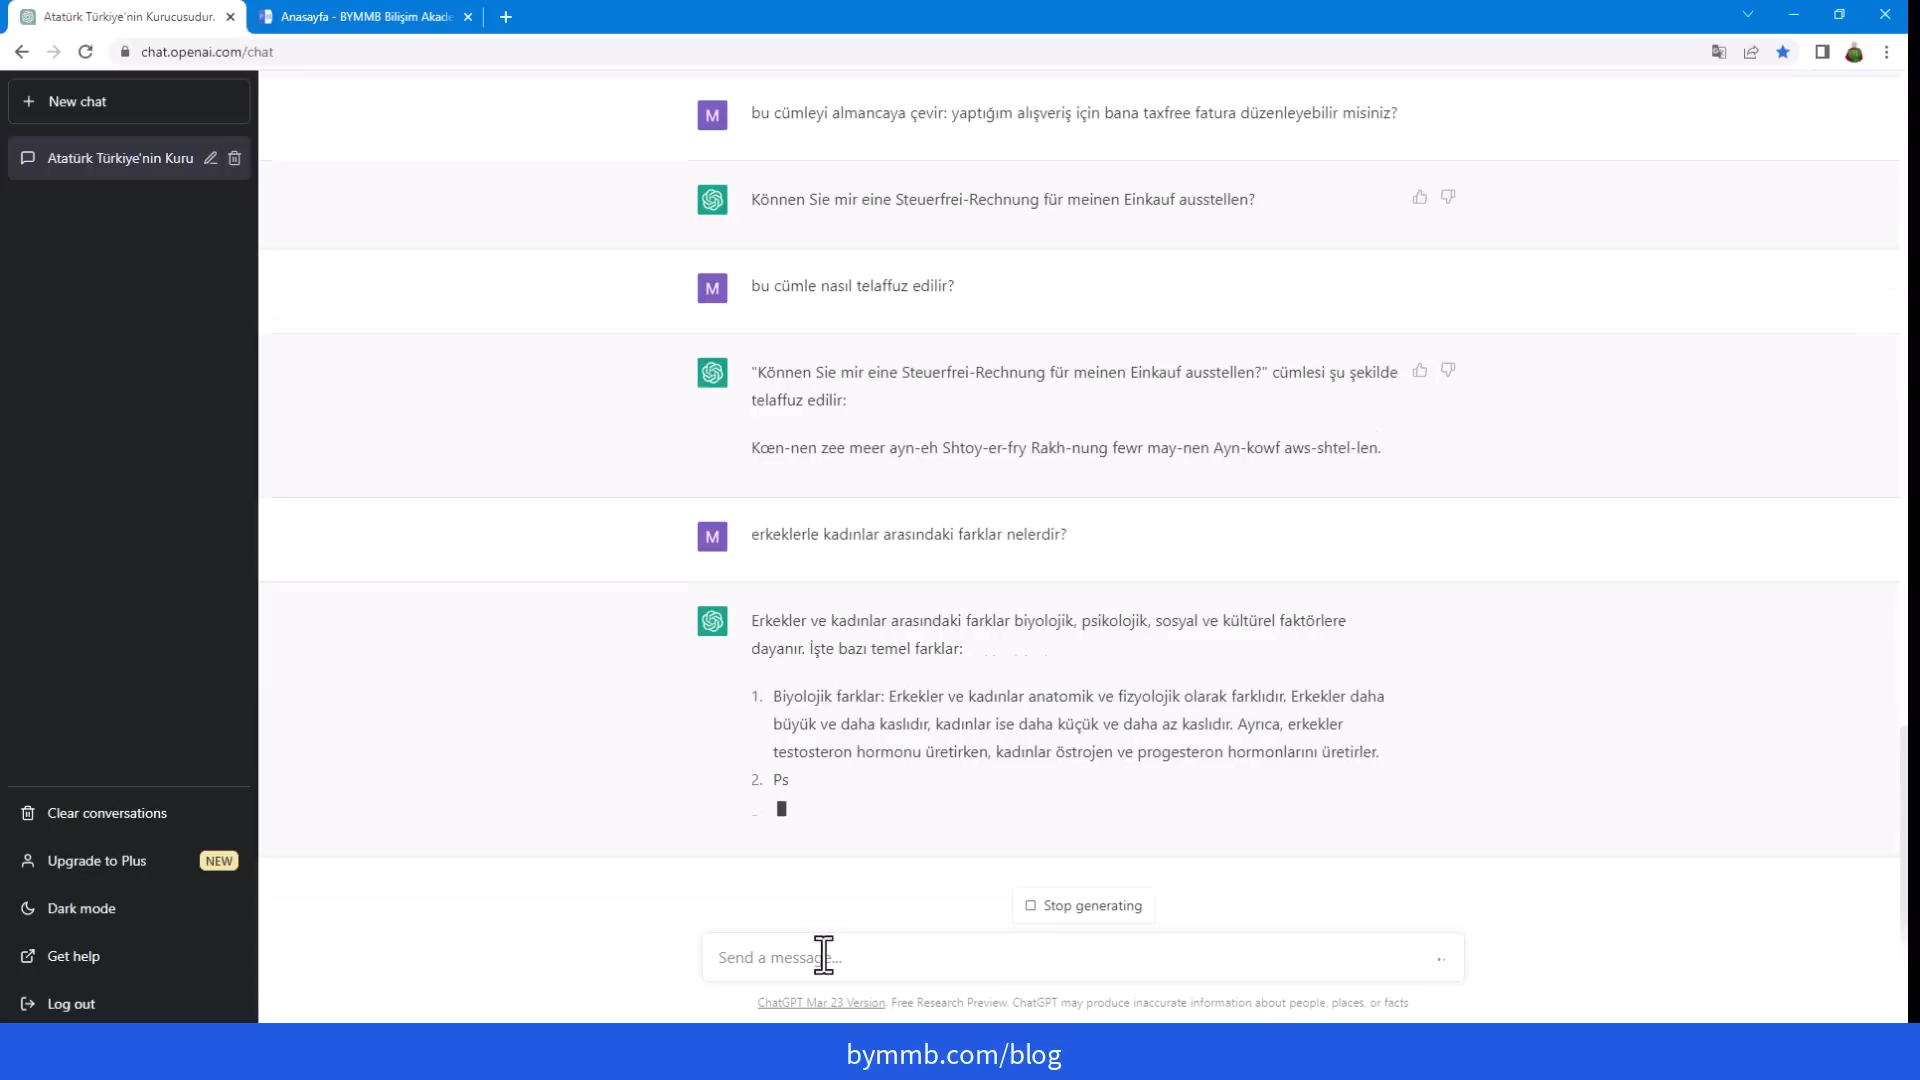 Atatürk Türkiye'nin Kurucusudur.
Anasayfa - BYMMB Bilişim Akade
chat.openai.com/chat
New chat
Atatürk Türkiye'nin Kuru
M
bu cümleyi almancaya çevir: yaptığım alışveriş için bana taxfree fatura düzenleyebilir misiniz?
Können Sie mir eine Steuerfrei-Rechnung für meinen Einkauf ausstellen?
M
bu cümle nasıl telaffuz edilir?
"Können Sie mir eine Steuerfrei-Rechnung für meinen Einkauf ausstellen?" cümlesi şu şekilde
telaffuz edilir:
Kœn-nen zee meer ayn-eh Shtoy-er-fry Rakh-nung fewr may-nen Ayn-kowf aws-shtel-len.
M
erkeklerle kadınlar arasındaki farklar nelerdir?
Erkekler ve kadınlar arasındaki farklar biyolojik, psikolojik, sosyal ve kültürel faktörlere
dayanır. İşte bazı temel farklar:
1. Biyolojik farklar: Erkekler ve kadınlar anatomik ve fizyolojik olarak farklıdır. Erkekler daha
büyük ve daha kaslıdır, kadınlar ise daha küçük ve daha az kaslıdır. Ayrıca, erkekler
testosteron hormonu üretirken, kadınlar östrojen ve progesteron hormonlarını üretirler.
2. Ps
Clear conversations
Upgrade to Plus NEW
Dark mode
Get help
Log out
Stop generating
Send a message...
ChatGPT Mar 23 Version. Free Research Preview. ChatGPT may produce inaccurate information about people, places, or facts
bymmb.com/blog